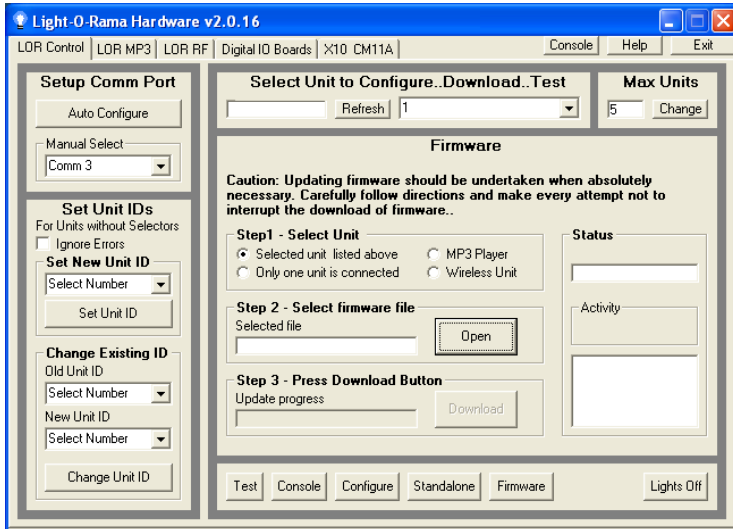 Light-O-Rama Hardware v2.0.16
LOR Control LOR MP3 LOR RF Digital IO Boards X10 CM11A Console Help Exit
Setup Comm Port
Auto Configure
Manual Select
Comm 3
Set Unit IDs
For Units without Selectors
Ignore Errors
Set New Unit ID
Select Number
Set Unit ID
Change Existing ID
Old Unit ID
Select Number
New Unit ID
Select Number
Change Unit ID
Select Unit to Configure..Download..Test
Refresh 1
Max Units
5 Change
Firmware
Caution: Updating firmware should be undertaken when absolutely
necessary. Carefully follow directions and make every attempt not to
interrupt the download of firmware..
Step1 - Select Unit
Selected unit listed above MP3 Player
Only one unit is connected Wireless Unit
Step 2 - Select firmware file
Selected file
Open
Step 3 - Press Download Button
Update progress
Download
Status
Activity
Test Console Configure Standalone Firmware Lights Off